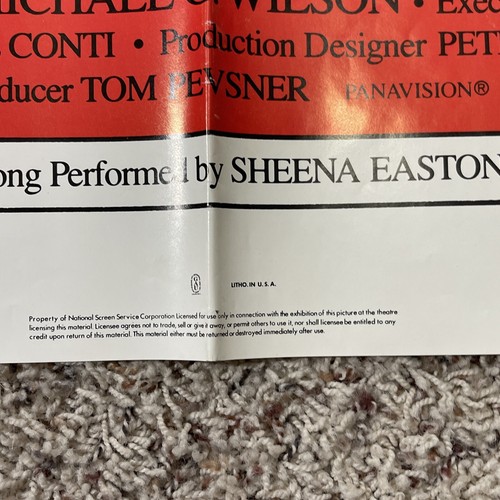 MICHAEL G. WILSON • Exec
CONTI • Production Designer PET
ducer TOM PEVSNER PANAVISION®
ong Performed by SHEENA EASTON
LITHO. IN U. S. A.
Property of National Screen Service Corporation Licensed for use only in connection with the exhibition of this picture at the theatre
licensing this material. Licensee agrees not to trade, sell or give it away, or permit others to use it, nor shall licensee be entitled to any
credit upon return of this material. This material either must be returned or destroyed immediately after use.